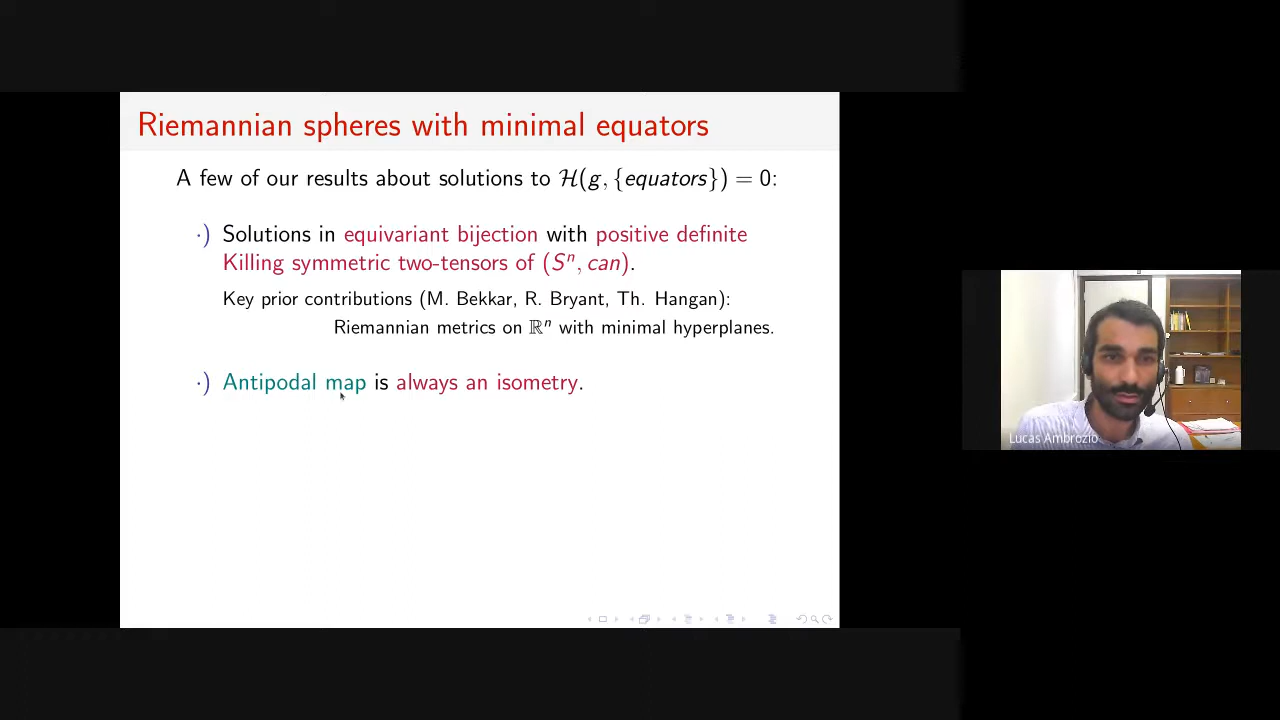 Riemannian spheres with minimal equators
A few of our results about solutions to ℋ(g, {equators}) = 0:
·) Solutions in equivariant bijection with positive definite
Killing symmetric two-tensors of (Sⁿ, can).
Key prior contributions (M. Bekkar, R. Bryant, Th. Hangan):
Riemannian metrics on ℝⁿ with minimal hyperplanes.
·) Antipodal map is always an isometry.
Lucas Ambrozio